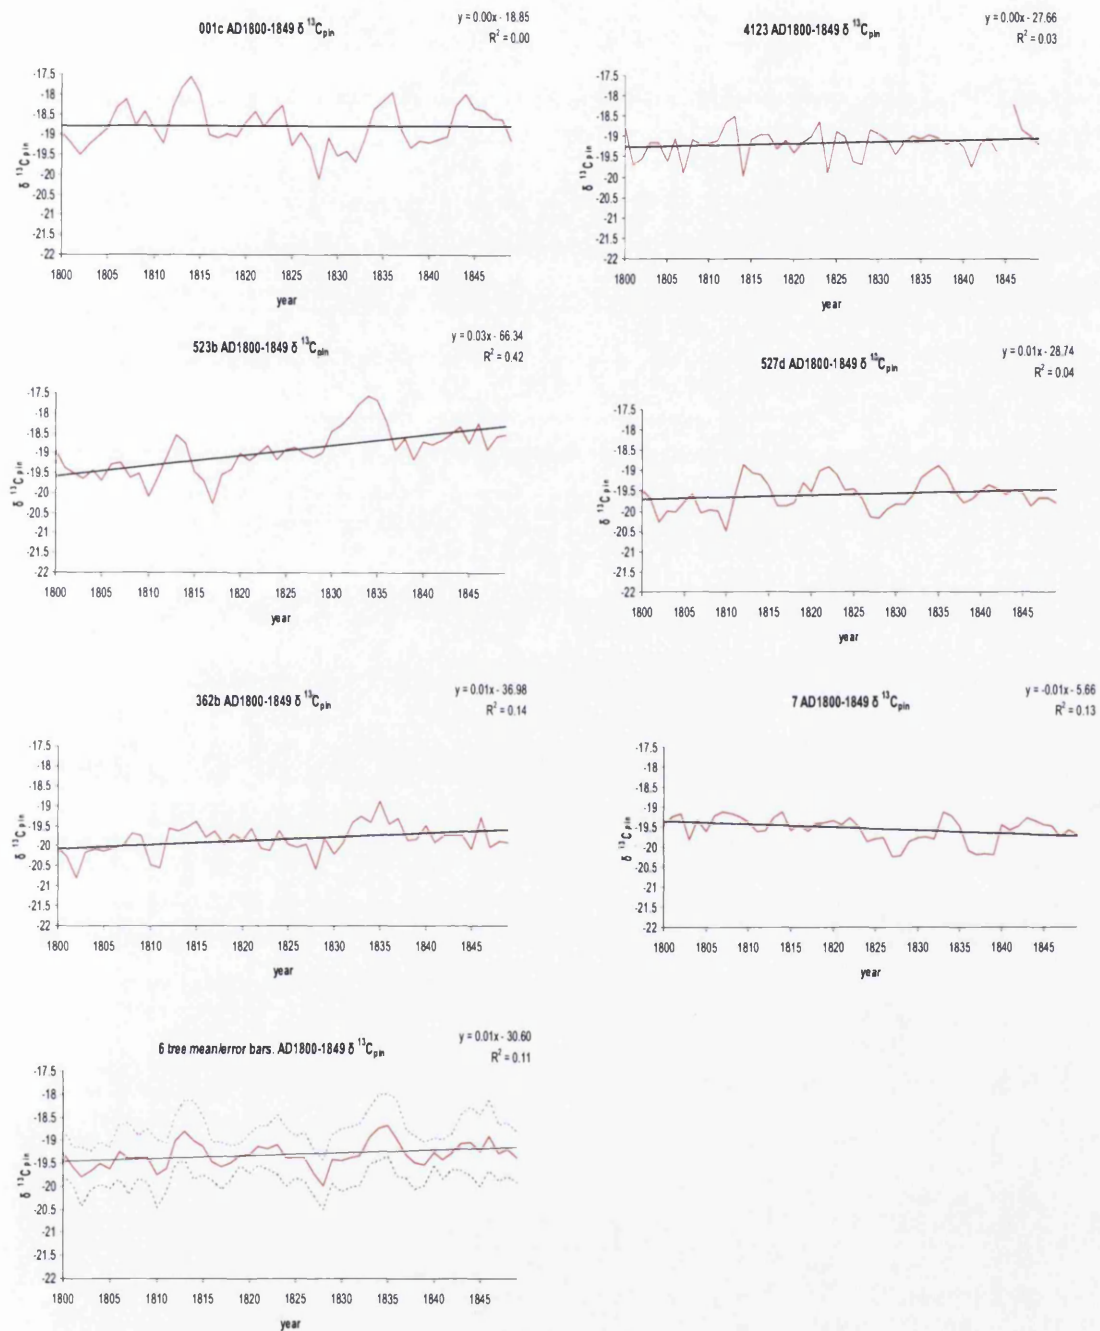 001c AD1800-1849 δ ¹³Cpin
y = 0.00x - 18.85
R² = 0.00
-17.5
-18
-18.5
-19
-19.5
-20
-20.5
-21
-21.5
-22
δ ¹³Cpin
1800 1805 1810 1815 1820 1825 1830 1835 1840 1845
year
4123 AD1800-1849 δ ¹³Cpin
y = 0.00x - 27.66
R² = 0.03
-17.5
-18
-18.5
-19
-19.5
-20
-20.5
-21
-21.5
-22
δ ¹³Cpin
1800 1805 1810 1815 1820 1825 1830 1835 1840 1845
year
523b AD1800-1849 δ ¹³Cpin
y = 0.03x - 66.34
R² = 0.42
-17.5
-18
-18.5
-19
-19.5
-20
-20.5
-21
-21.5
-22
δ ¹³Cpin
1800 1805 1810 1815 1820 1825 1830 1835 1840 1845
year
527d AD1800-1849 δ ¹³Cpin
y = 0.01x - 28.74
R² = 0.04
-17.5
-18
-18.5
-19
-19.5
-20
-20.5
-21
-21.5
-22
δ ¹³Cpin
1800 1805 1810 1815 1820 1825 1830 1835 1840 1845
year
362b AD1800-1849 δ ¹³Cpin
y = 0.01x - 36.98
R² = 0.14
-17.5
-18
-18.5
-19
-19.5
-20
-20.5
-21
-21.5
-22
δ ¹³Cpin
1800 1805 1810 1815 1820 1825 1830 1835 1840 1845
year
7 AD1800-1849 δ ¹³Cpin
y = -0.01x - 5.66
R² = 0.13
-17.5
-18
-18.5
-19
-19.5
-20
-20.5
-21
-21.5
-22
δ ¹³Cpin
1800 1805 1810 1815 1820 1825 1830 1835 1840 1845
year
6 tree mean/error bars. AD1800-1849 δ ¹³Cpin
y = 0.01x - 30.60
R² = 0.11
-17.5
-18
-18.5
-19
-19.5
-20
-20.5
-21
-21.5
-22
δ ¹³Cpin
1800 1805 1810 1815 1820 1825 1830 1835 1840 1845
year